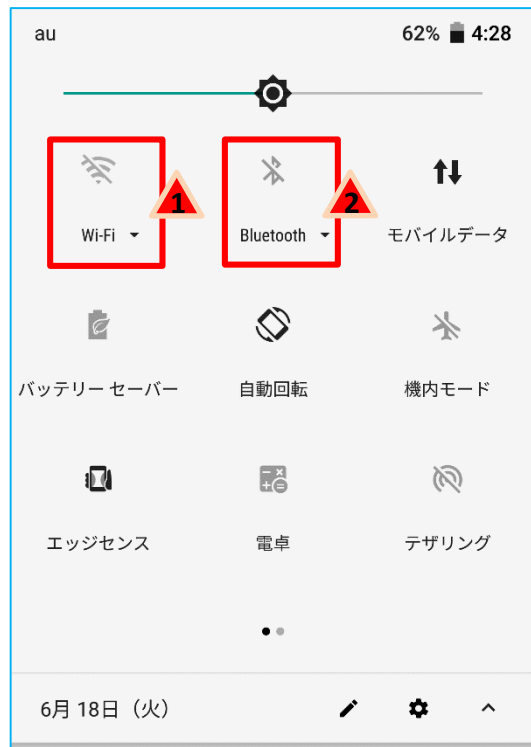 au 62% 4:28
1 2
Wi-Fi Bluetooth モバイルデータ
バッテリー セーバー 自動回転 機内モード
エッジセンス 電卓 テザリング
6月 18日（火）